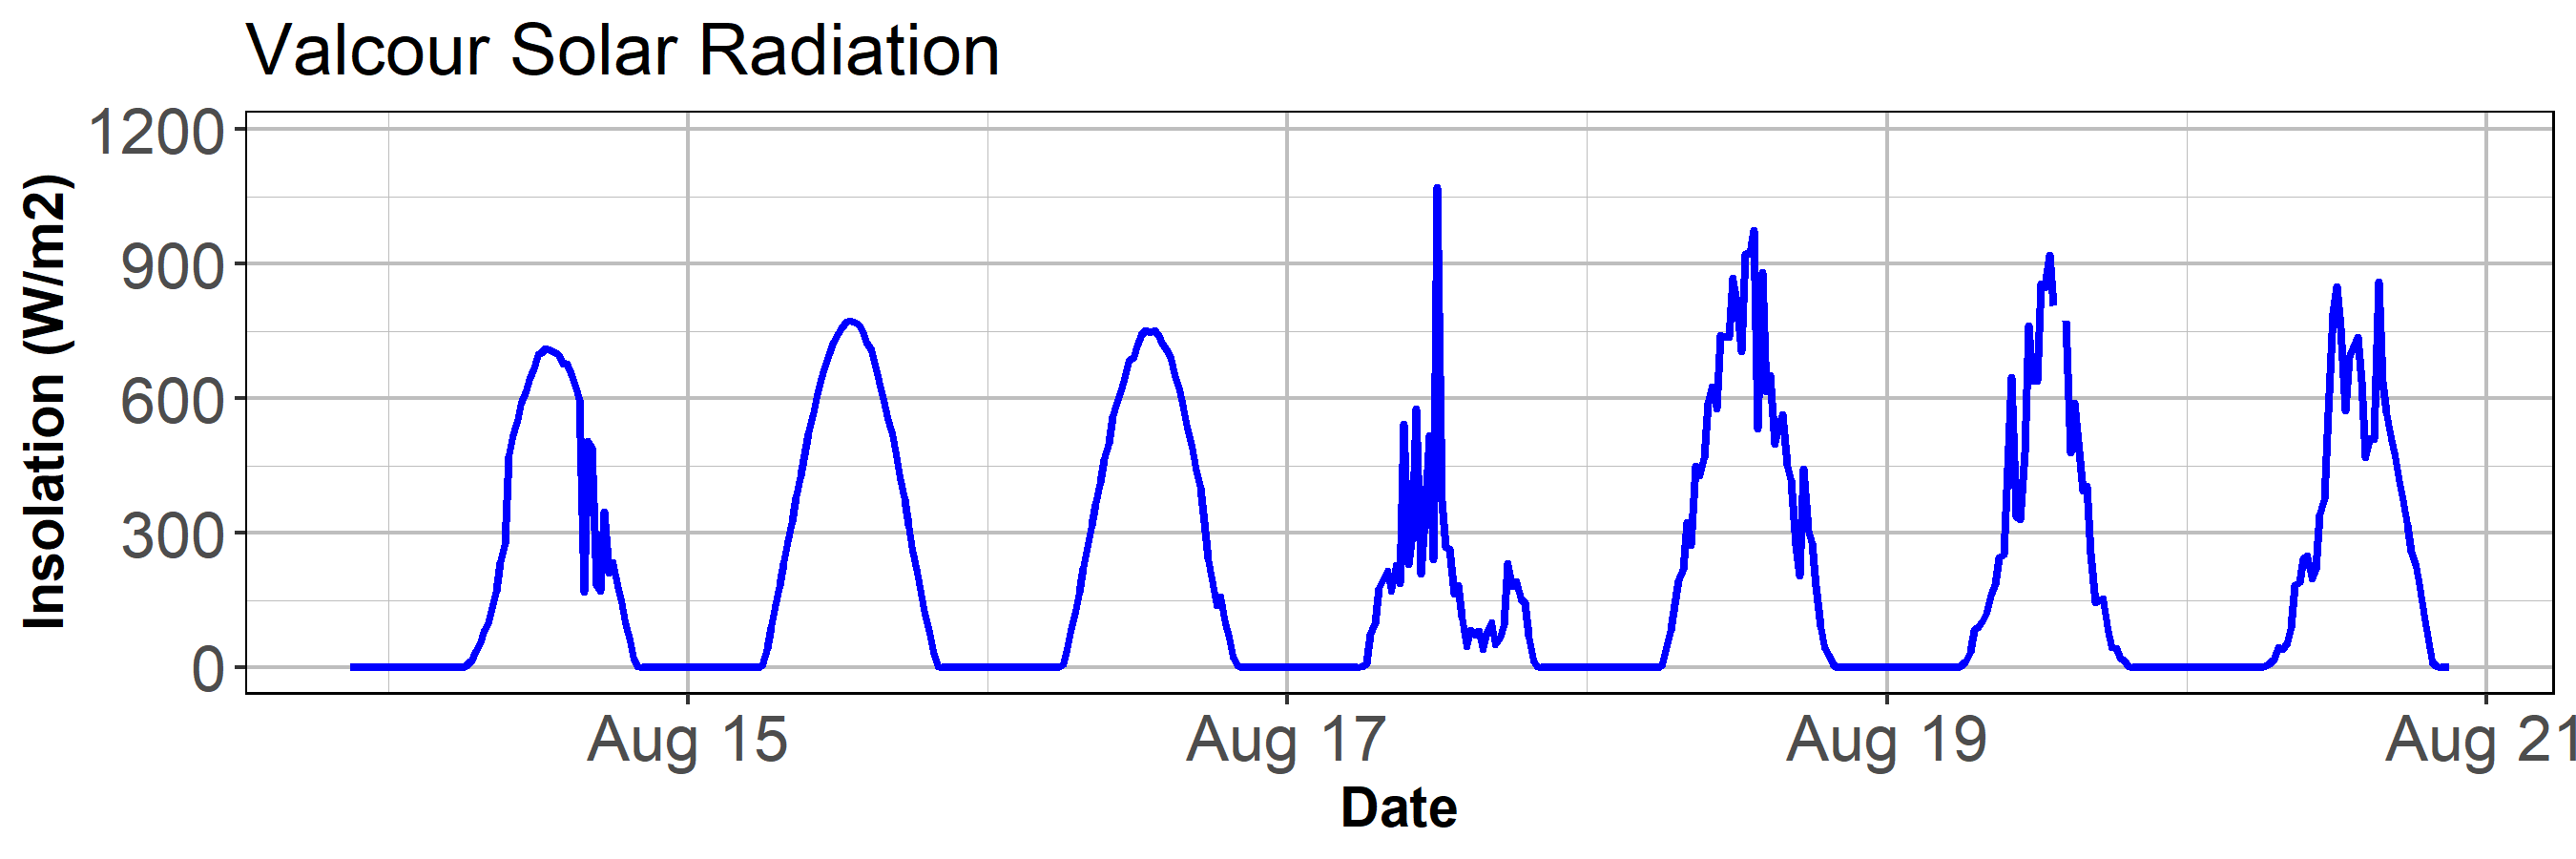 Valcour Solar Radiation
1200
900
600
300
0
Insolation (W/m2)
Aug 15
Aug 17
Aug 19
Aug 21
Date